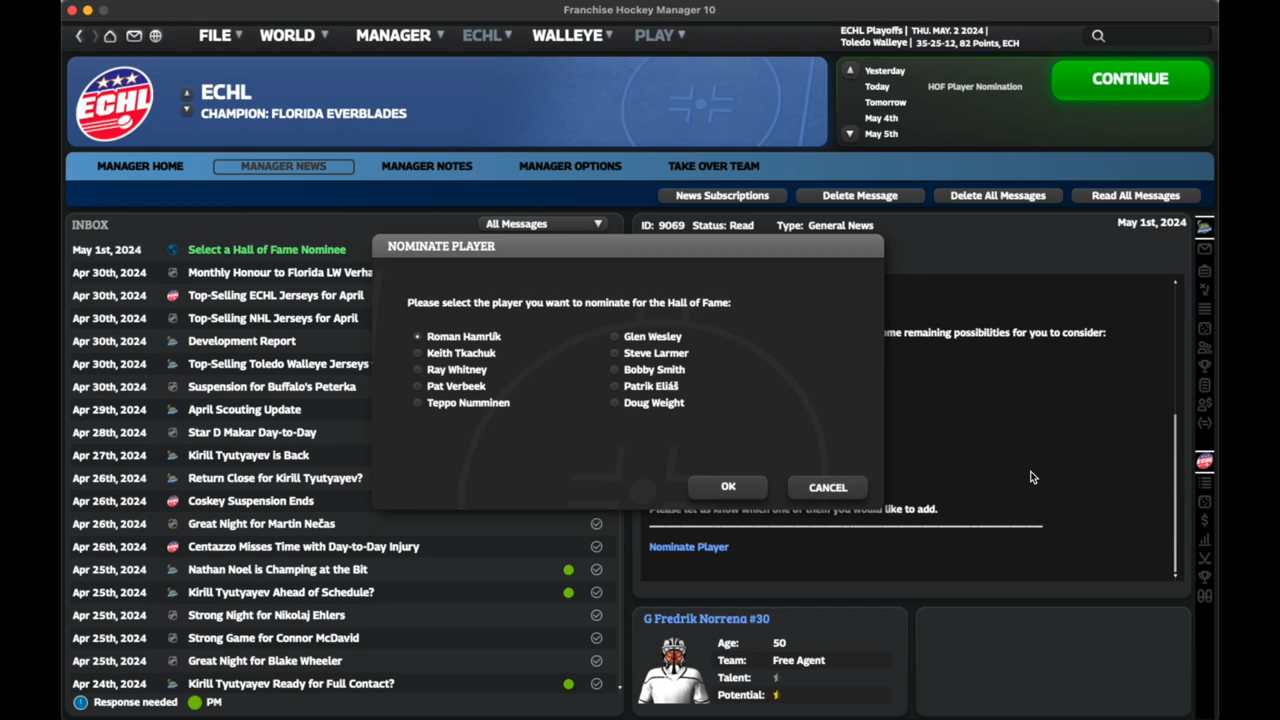 Franchise Hockey Manager 10
FILE WORLD MANAGER ECHL WALLEYE PLAY
ECHL Playoffs | THU. MAY. 2 2024 |
Toledo Walleye | 35-25-12, 82 Points, ECH
ECHL
ECHL
CHAMPION: FLORIDA EVERBLADES
Yesterday
Today HOF Player Nomination
Tomorrow
May 4th
May 5th
CONTINUE
MANAGER HOME MANAGER NEWS MANAGER NOTES MANAGER OPTIONS TAKE OVER TEAM
News Subscriptions Delete Message Delete All Messages Read All Messages
INBOX All Messages
May 1st, 2024 Select a Hall of Fame Nominee
Apr 30th, 2024 Monthly Honour to Florida LW Verha
Apr 30th, 2024 Top-Selling ECHL Jerseys for April
Apr 30th, 2024 Top-Selling NHL Jerseys for April
Apr 30th, 2024 Development Report
Apr 30th, 2024 Top-Selling Toledo Walleye Jerseys
Apr 30th, 2024 Suspension for Buffalo's Peterka
Apr 29th, 2024 April Scouting Update
Apr 28th, 2024 Star D Makar Day-to-Day
Apr 27th, 2024 Kirill Tyutyayev is Back
Apr 26th, 2024 Return Close for Kirill Tyutyayev?
Apr 26th, 2024 Coskey Suspension Ends
Apr 26th, 2024 Great Night for Martin Nečas
Apr 26th, 2024 Centazzo Misses Time with Day-to-Day Injury
Apr 25th, 2024 Nathan Noel is Champing at the Bit
Apr 25th, 2024 Kirill Tyutyayev Ahead of Schedule?
Apr 25th, 2024 Strong Night for Nikolaj Ehlers
Apr 25th, 2024 Strong Game for Connor McDavid
Apr 25th, 2024 Great Night for Blake Wheeler
Apr 24th, 2024 Kirill Tyutyayev Ready for Full Contact?
Response needed PM
ID: 9069 Status: Read Type: General News May 1st, 2024
me remaining possibilities for you to consider:
Please let us know which one of them you would like to add.
Nominate Player
NOMINATE PLAYER
Please select the player you want to nominate for the Hall of Fame:
Roman Hamrlík Glen Wesley
Keith Tkachuk Steve Larmer
Ray Whitney Bobby Smith
Pat Verbeek Patrik Eliáš
Teppo Numminen Doug Weight
OK CANCEL
G Fredrik Norrena #30
Age: 50
Team: Free Agent
Talent:
Potential: